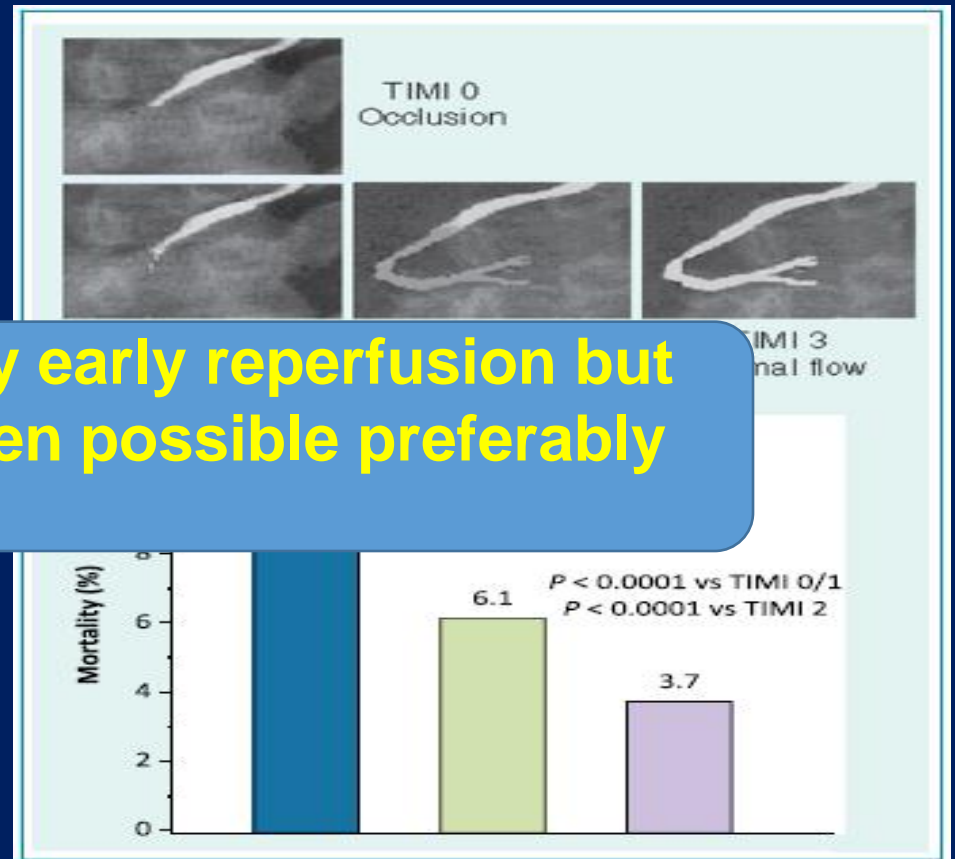 TIMI 0
Occlusion
IMI 3
nal flow
y early reperfusion but
en possible preferably
Mortality (%)
8
6
4
2
0
6.1
3.7
P < 0.0001 vs TIMI 0/1
P < 0.0001 vs TIMI 2